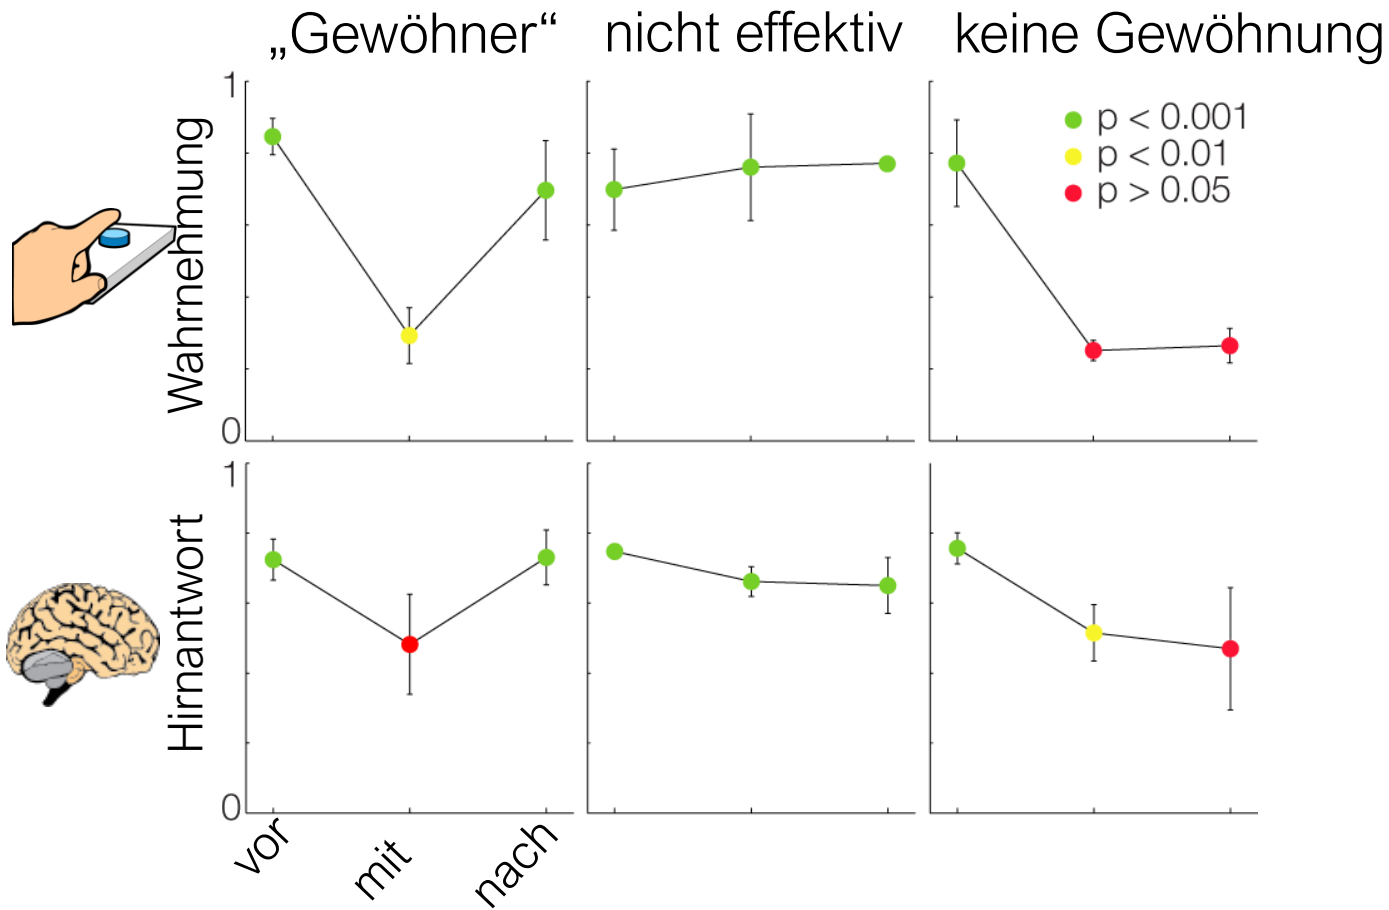 „Gewöhner“
nicht effektiv
keine Gewöhnung
1
Wahrnehmung
0
p < 0.001
p < 0.01
p > 0.05
1
Hirnantwort
0
vor
mit
nach